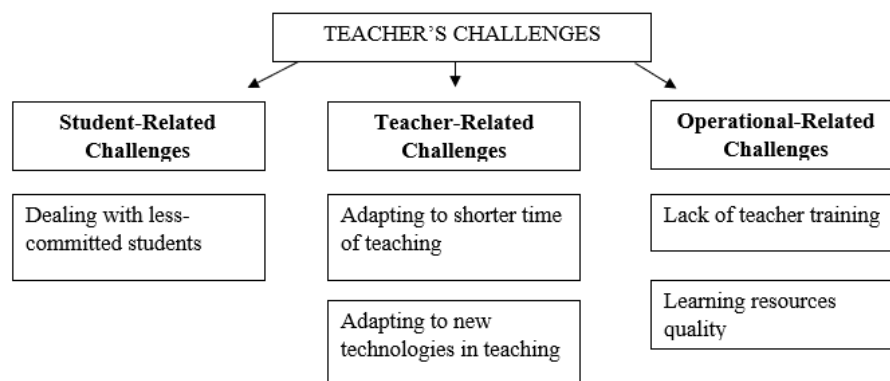 TEACHER’S CHALLENGES
Student-Related
Challenges
Dealing with less-
committed students
Teacher-Related
Challenges
Adapting to shorter time
of teaching
Adapting to new
technologies in teaching
Operational-Related
Challenges
Lack of teacher training
Learning resources
quality